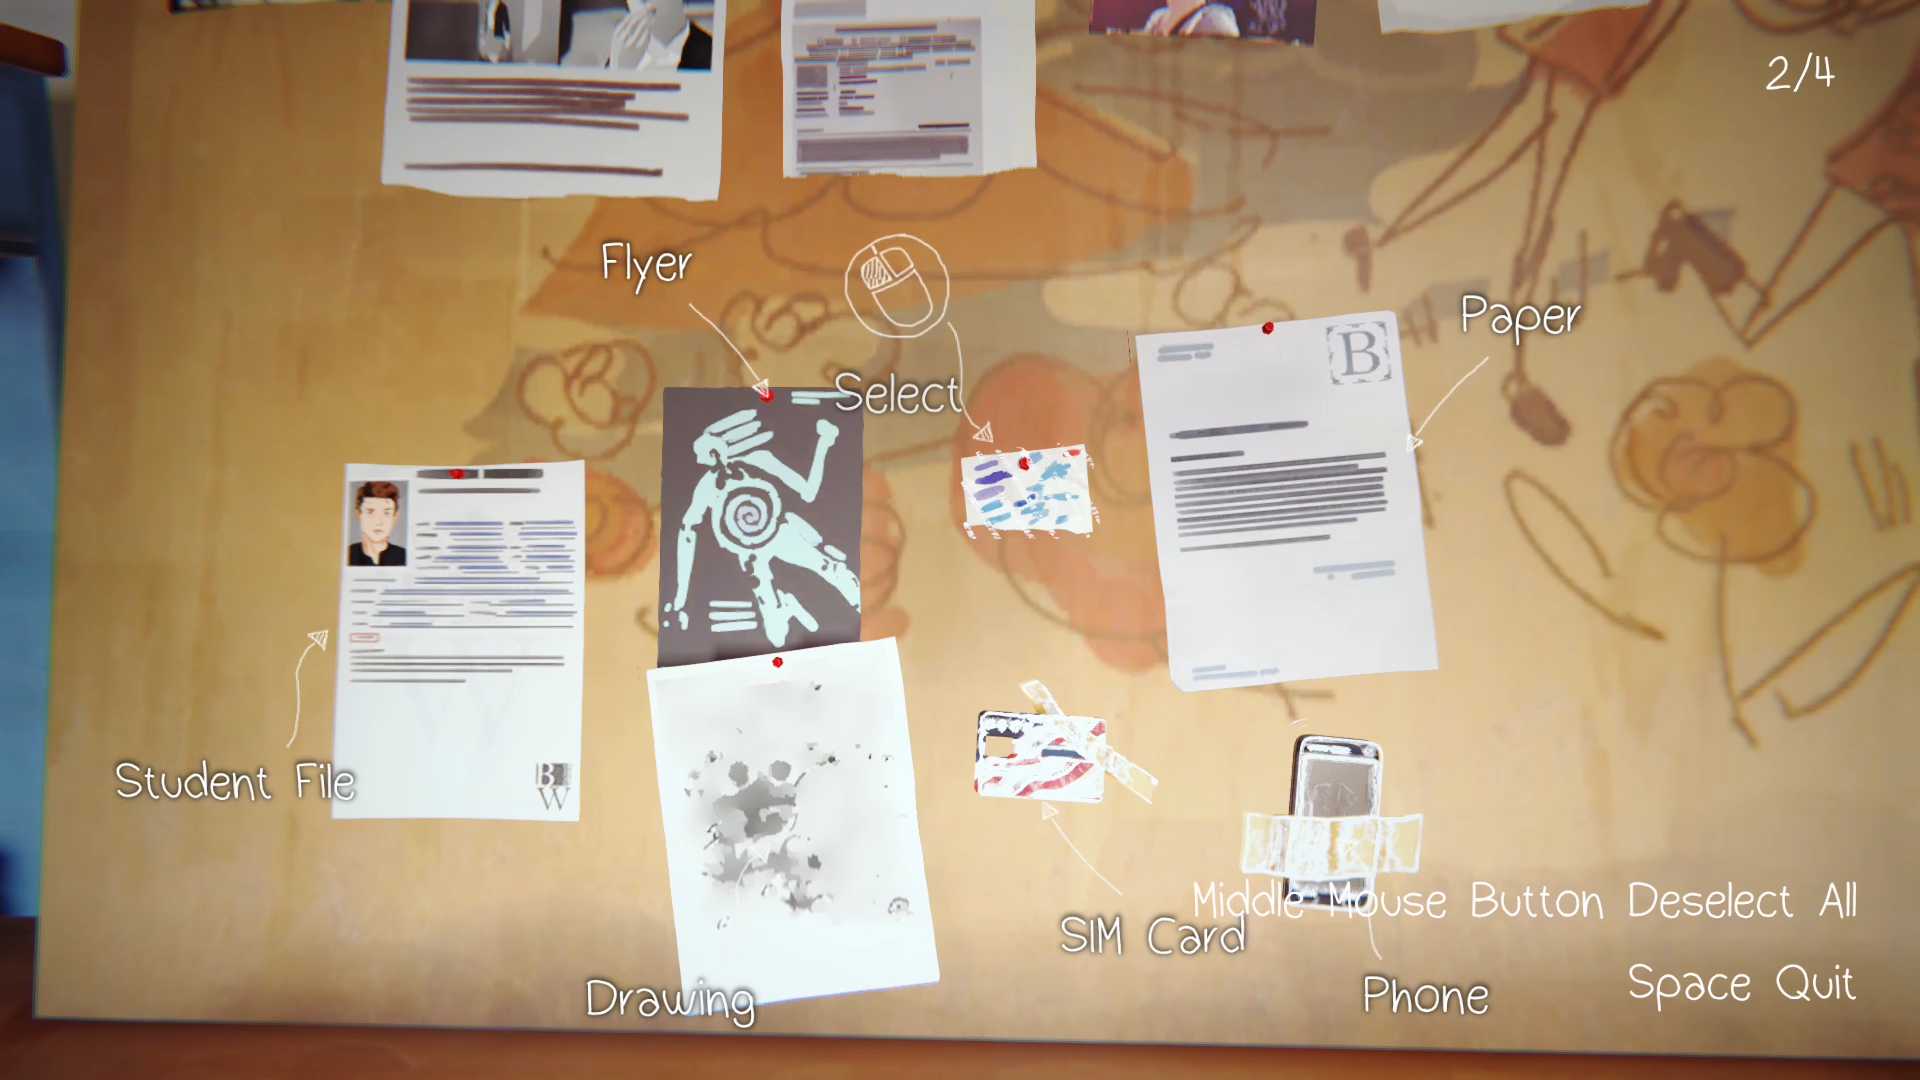 2/4
Flyer
Paper
B
Select
Student File
B
W
Middle Mouse Button Deselect All
SIM Card
Space Quit
Drawing
Phone